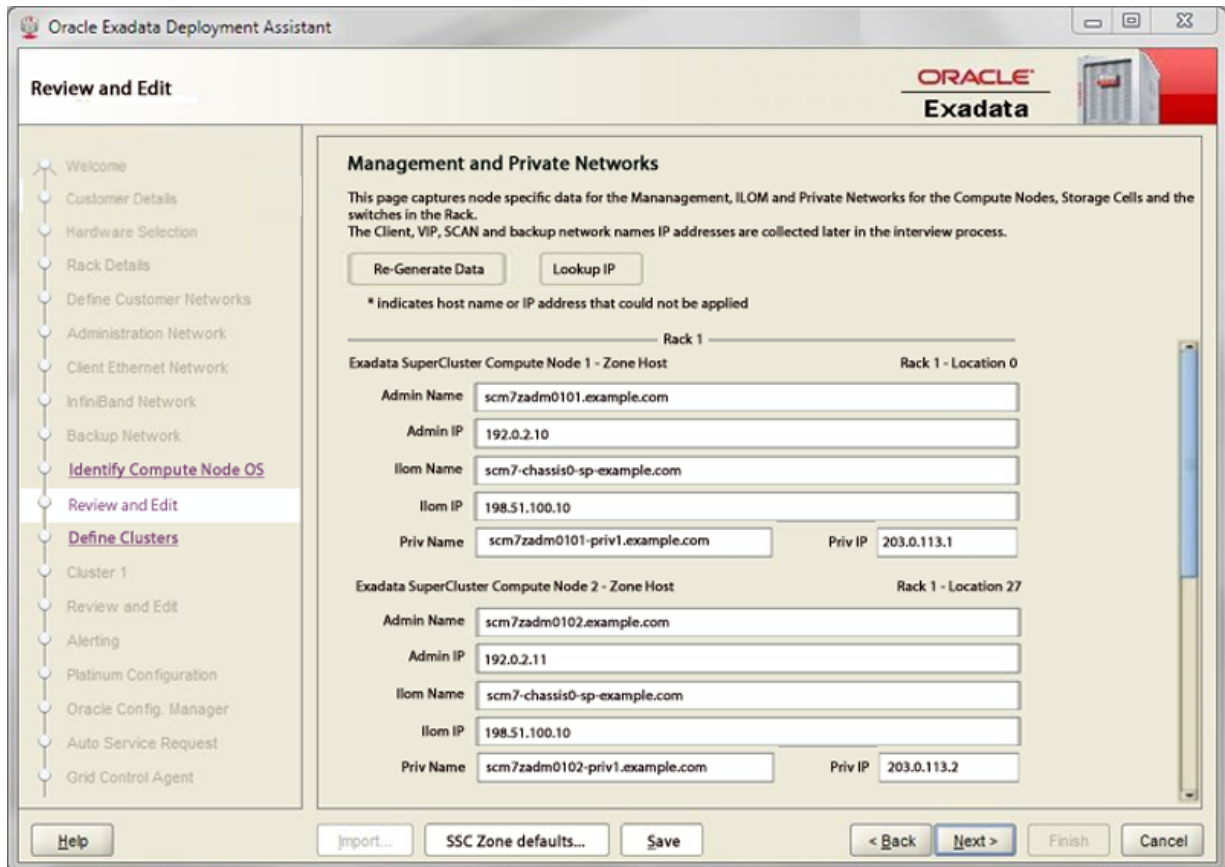 Oracle Exadata Deployment Assistant
Review and Edit
ORACLE
Exadata
Welcome
Customer Details
Hardware Selection
Rack Details
Define Customer Networks
Administration Network
Client Ethernet Network
InfiniBand Network
Backup Network
Identify Compute Node OS
Review and Edit
Define Clusters
Cluster 1
Review and Edit
Alerting
Platinum Configuration
Oracle Config. Manager
Auto Service Request
Grid Control Agent
Management and Private Networks
This page captures node specific data for the Mananagement, ILOM and Private Networks for the Compute Nodes, Storage Cells and the
switches in the Rack.
The Client, VIP, SCAN and backup network names IP addresses are collected later in the interview process.
Re-Generate Data Lookup IP
* indicates host name or IP address that could not be applied
Rack 1
Exadata SuperCluster Compute Node 1 - Zone Host Rack 1 - Location 0
Admin Name scm7zadm0101.example.com
Admin IP 192.0.2.10
Ilom Name scm7-chassis0-sp-example.com
Ilom IP 198.51.100.10
Priv Name scm7zadm0101-priv1.example.com Priv IP 203.0.113.1
Exadata SuperCluster Compute Node 2 - Zone Host Rack 1 - Location 27
Admin Name scm7zadm0102.example.com
Admin IP 192.0.2.11
Ilom Name scm7-chassis0-sp-example.com
Ilom IP 198.51.100.10
Priv Name scm7zadm0102-priv1.example.com Priv IP 203.0.113.2
Help Import... SSC Zone defaults... Save < Back Next > Finish Cancel